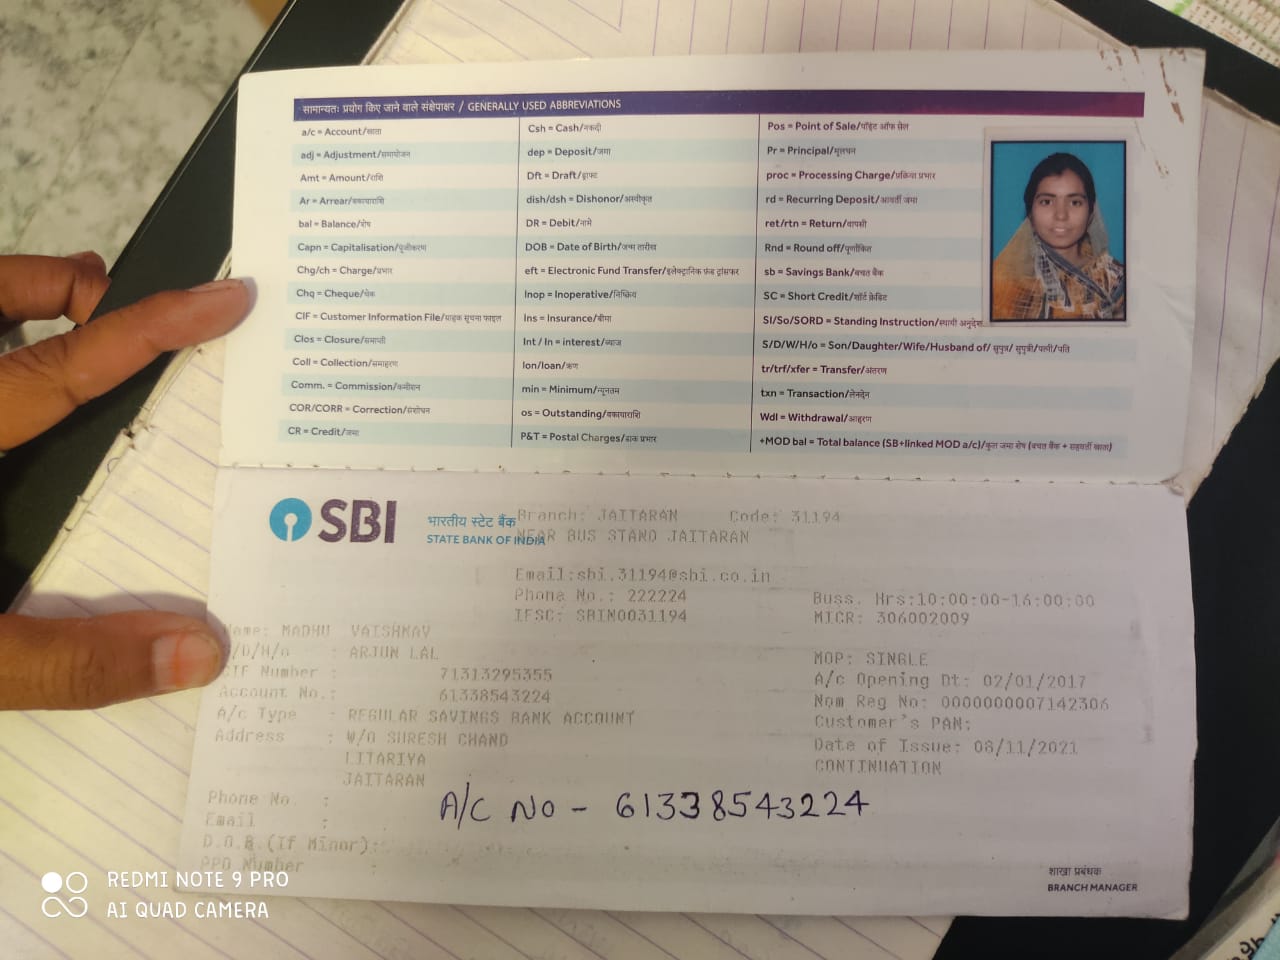 सामान्यतः प्रयोग किए जाने वाले संक्षेपाक्षर / GENERALLY USED ABBREVIATIONS
a/c = Account/खाता
adj = Adjustment/समायोजन
Amt = Amount/राशि
Ar = Arrear/बकायाराशि
bal = Balance/शेष
Capn = Capitalisation/पूंजीकरण
Chg/ch = Charge/प्रभार
Chq = Cheque/चेक
CIF = Customer Information File/ग्राहक सूचना फाइल
Clos = Closure/समाप्ती
Coll = Collection/समाहरण
Comm. = Commission/कमीशन
COR/CORR = Correction/संशोधन
CR = Credit/जमा
Csh = Cash/नकदी
dep = Deposit/जमा
Dft = Draft/ड्राफ्ट
dish/dsh = Dishonor/अस्वीकृत
DR = Debit/नामे
DOB = Date of Birth/जन्म तारीख
eft = Electronic Fund Transfer/इलेक्ट्रानिक फंड ट्रांसफर
Inop = Inoperative/निष्क्रिय
Ins = Insurance/बीमा
Int / In = interest/ब्याज
lon/loan/ऋण
min = Minimum/न्यूनतम
os = Outstanding/बकायाराशि
P&T = Postal Charges/डाक प्रभार
Pos = Point of Sale/पॉइंट ऑफ सेल
Pr = Principal/मूलधन
proc = Processing Charge/प्रक्रिया प्रभार
rd = Recurring Deposit/आवर्ती जमा
ret/rtn = Return/वापसी
Rnd = Round off/पूर्णांकित
sb = Savings Bank/बचत बैंक
SC = Short Credit/शॉर्ट क्रेडिट
SI/So/SORD = Standing Instruction/स्थायी अनुदेश
S/D/W/H/o = Son/Daughter/Wife/Husband of/ सुपुत्र/ सुपुत्री/पत्नी/पति
tr/trf/xfer = Transfer/अंतरण
txn = Transaction/लेनदेन
Wdl = Withdrawal/आहरण
+MOD bal = Total balance (SB+linked MOD a/c)/कुल जमा शेष (बचत बैंक + सहवर्ती खाता)
SBI
भारतीय स्टेट बैंक
STATE BANK OF INDIA
Branch: JAITARAN Code: 31194
NEAR BUS STAND JAITARAN
Email:sbi.31194@sbi.co.in
Phone No.: 222224
IFSC: SBIN0031194
Buss. Hrs:10:00:00-16:00:00
MICR: 306002009
Name: MADHU VAISHNAV
/D/H/o : ARJUN LAL
CIF Number : 71313295355
Account No.: 61338543224
A/c Type : REGULAR SAVINGS BANK ACCOUNT
Address : W/O SURESH CHAND
LITARIYA
JAITARAN
Phone No. :
Email :
D.O.B.(If Minor):
PPO Number :
MOP: SINGLE
A/c Opening Dt: 02/01/2017
Nom Reg No: 0000000007142306
Customer's PAN:
Date of Issue: 08/11/2021
CONTINUATION
A/C NO - 61338543224
शाखा प्रबंधक
BRANCH MANAGER
REDMI NOTE 9 PRO
AI QUAD CAMERA